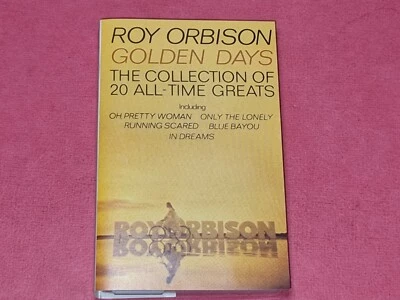 ROY ORBISON
GOLDEN DAYS
THE COLLECTION OF
20 ALL-TIME GREATS
Including
OH, PRETTY WOMAN ONLY THE LONELY
RUNNING SCARED BLUE BAYOU
IN DREAMS
ROY ORBISON